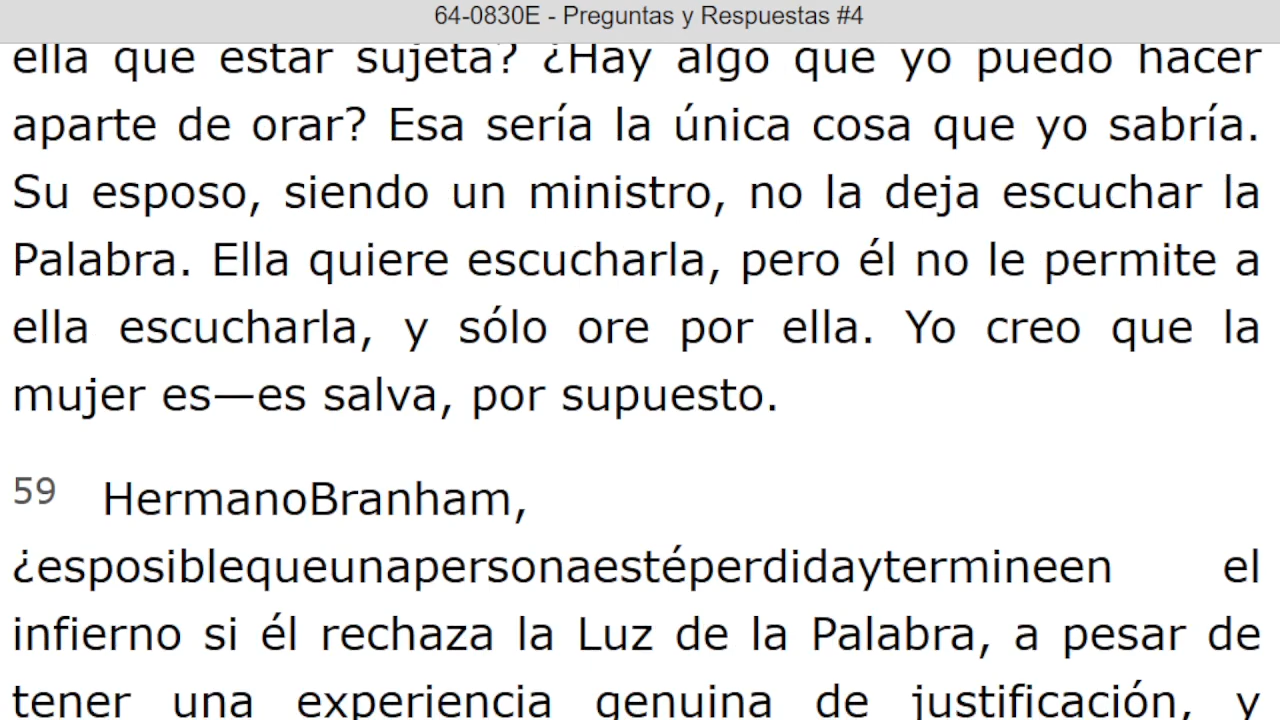 64-0830E - Preguntas y Respuestas #4
ella que estar sujeta? ¿Hay algo que yo puedo hacer
aparte de orar? Esa sería la única cosa que yo sabría.
Su esposo, siendo un ministro, no la deja escuchar la
Palabra. Ella quiere escucharla, pero él no le permite a
ella escucharla, y sólo ore por ella. Yo creo que la
mujer es—es salva, por supuesto.
59 HermanoBranham,
¿esposiblequeunapersonaestéperdidaytermineen el
infierno si él rechaza la Luz de la Palabra, a pesar de
tener una experiencia genuina de justificación, y